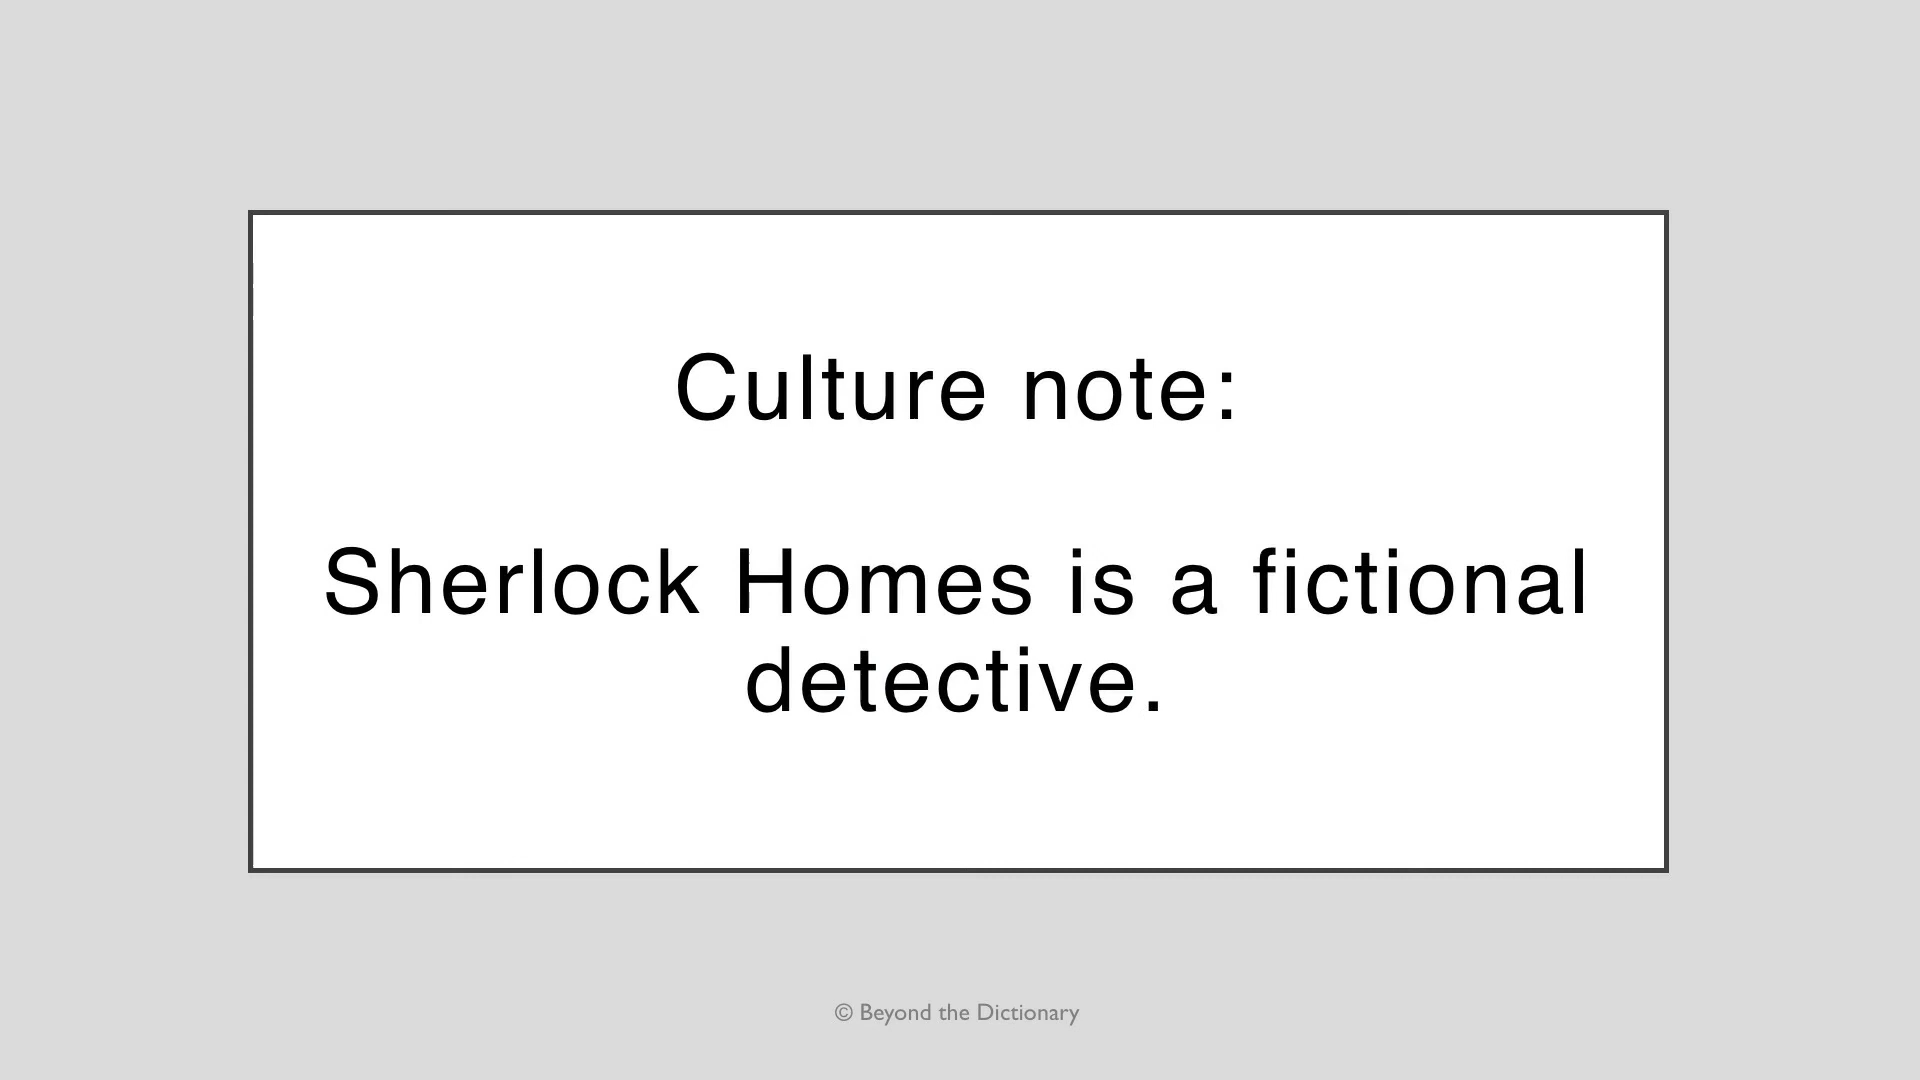 Culture note:
Sherlock Homes is a fictional
detective.
© Beyond the Dictionary